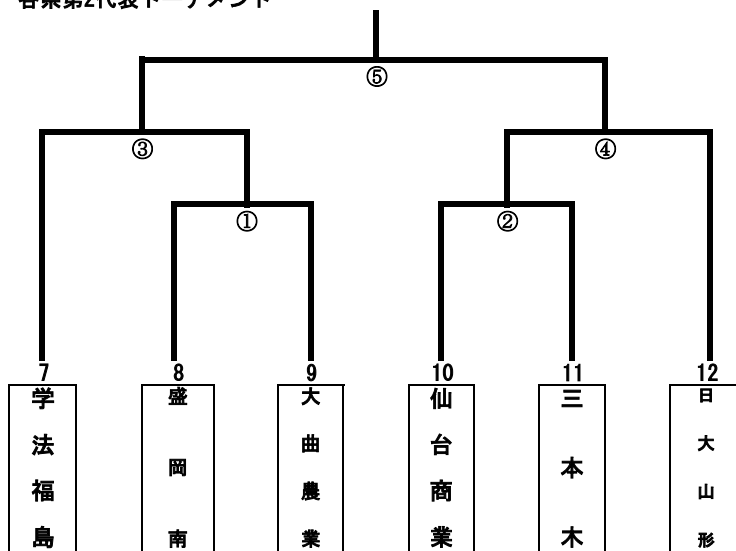 各県第2代表トーナメント
⑤
③
④
①
②
7
8
9
10
11
12
学法福島
盛岡南
大曲農業
仙台商業
三本木
日大山形